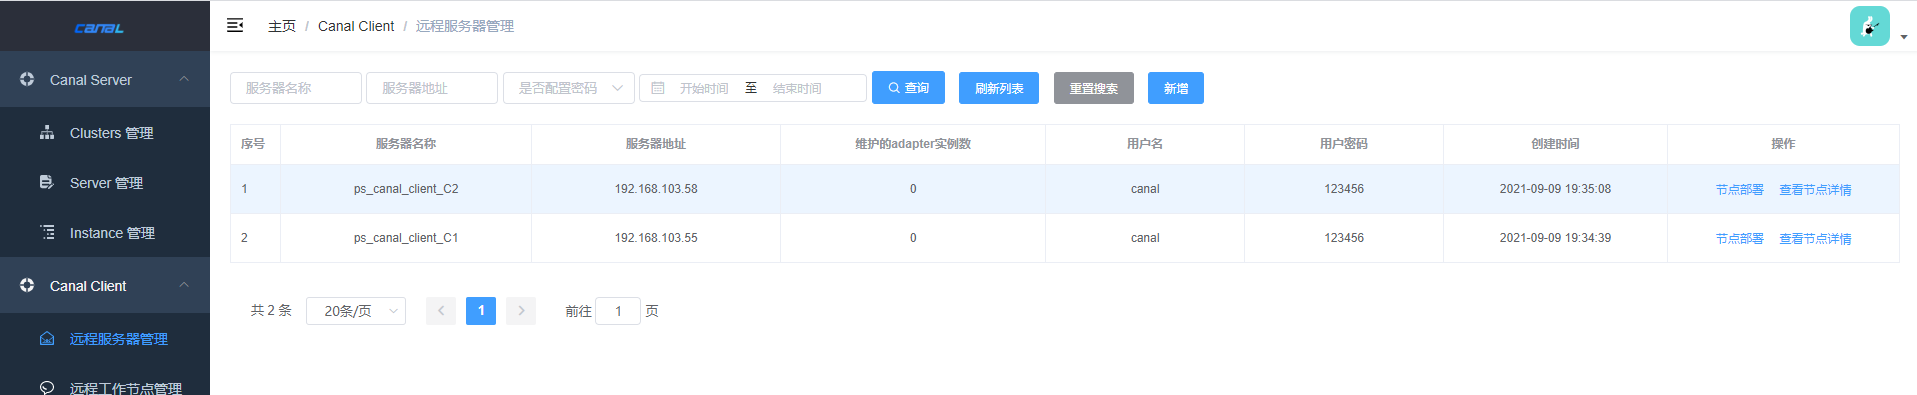 canal
主页 / Canal Client / 远程服务器管理
Canal Server
Clusters 管理
Server 管理
Instance 管理
Canal Client
远程服务器管理
远程工作节点管理
服务器名称 服务器地址 是否配置密码 开始时间 至 结束时间 查询 刷新列表 重置搜索 新增
序号 服务器名称 服务器地址 维护的adapter实例数 用户名 用户密码 创建时间 操作
1 ps_canal_client_C2 192.168.103.58 0 canal 123456 2021-09-09 19:35:08 节点部署 查看节点详情
2 ps_canal_client_C1 192.168.103.55 0 canal 123456 2021-09-09 19:34:39 节点部署 查看节点详情
共 2 条 20条/页 1 前往 1 页